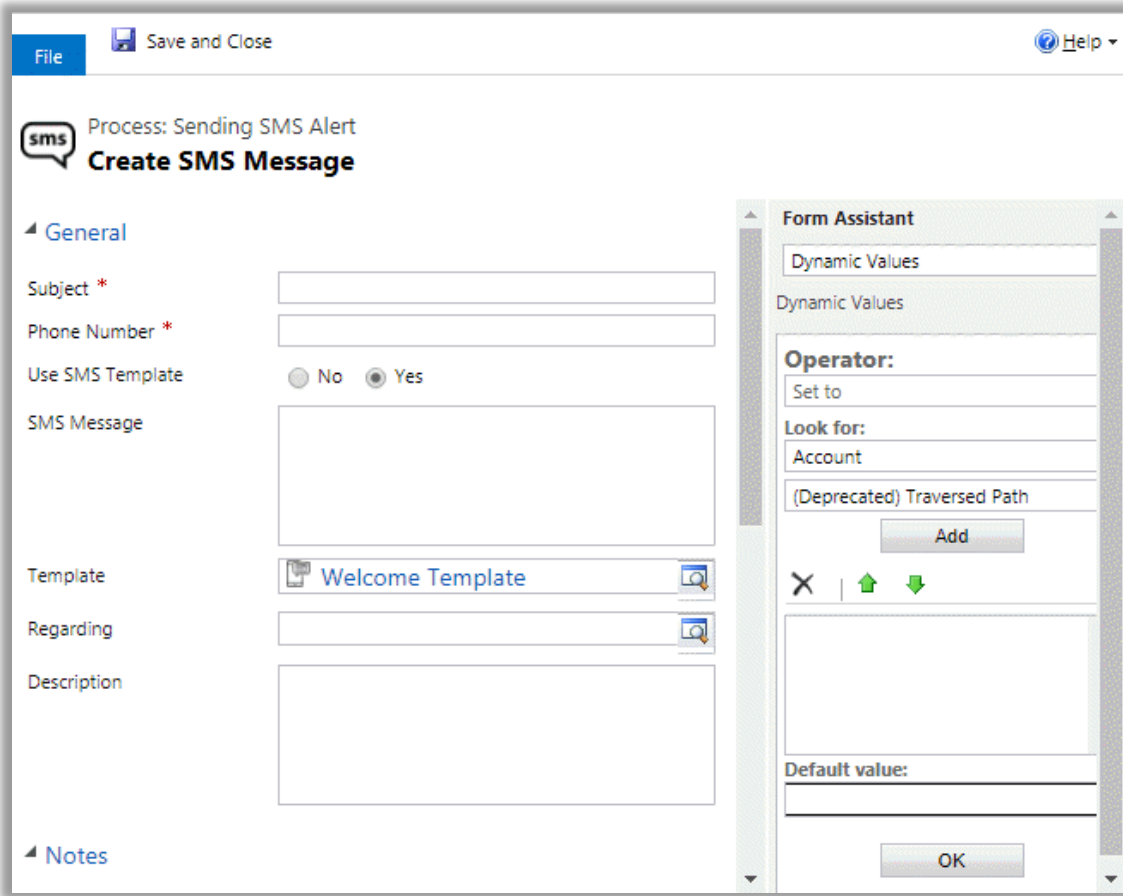 File
Save and Close
Help
sms
Process: Sending SMS Alert
Create SMS Message
General
Subject *
Phone Number *
Use SMS Template
No
Yes
SMS Message
Template
Welcome Template
Regarding
Description
Notes
Form Assistant
Dynamic Values
Dynamic Values
Operator:
Set to
Look for:
Account
(Deprecated) Traversed Path
Add
Default value:
OK